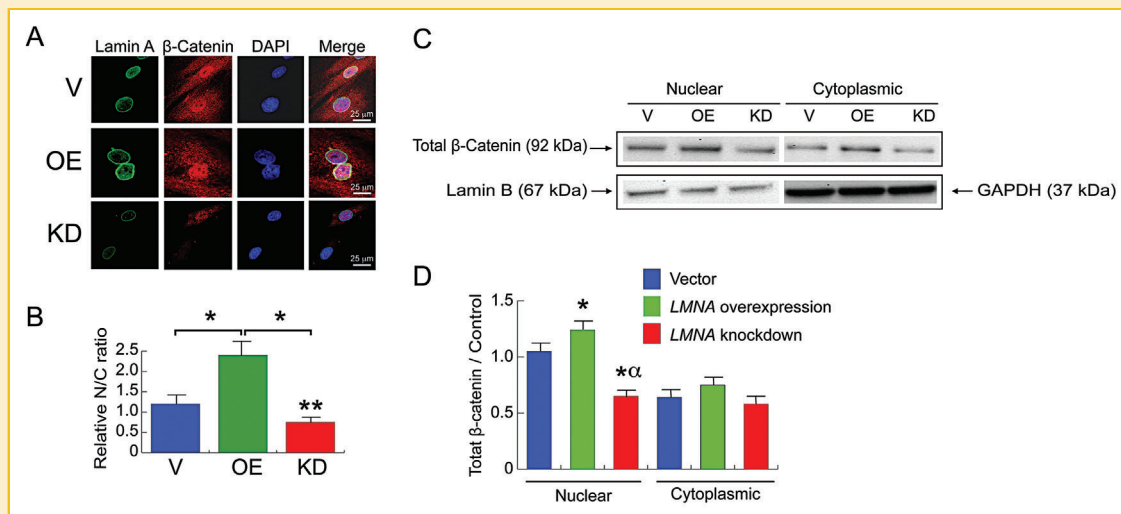 A
Lamin A β-Catenin DAPI Merge
V
25 µm
OE
25 µm
KD
25 µm
B
Relative N/C ratio
2.5
2.0
1.5
1.0
0.5
0
* *
**
V OE KD
C
Nuclear Cytoplasmic
V OE KD V OE KD
Total β-Catenin (92 kDa)
Lamin B (67 kDa) GAPDH (37 kDa)
D
Vector
LMNA overexpression
LMNA knockdown
Totat β-catenin / Control
1.5
1.0
0.5
0
*
*α
Nuclear Cytoplasmic